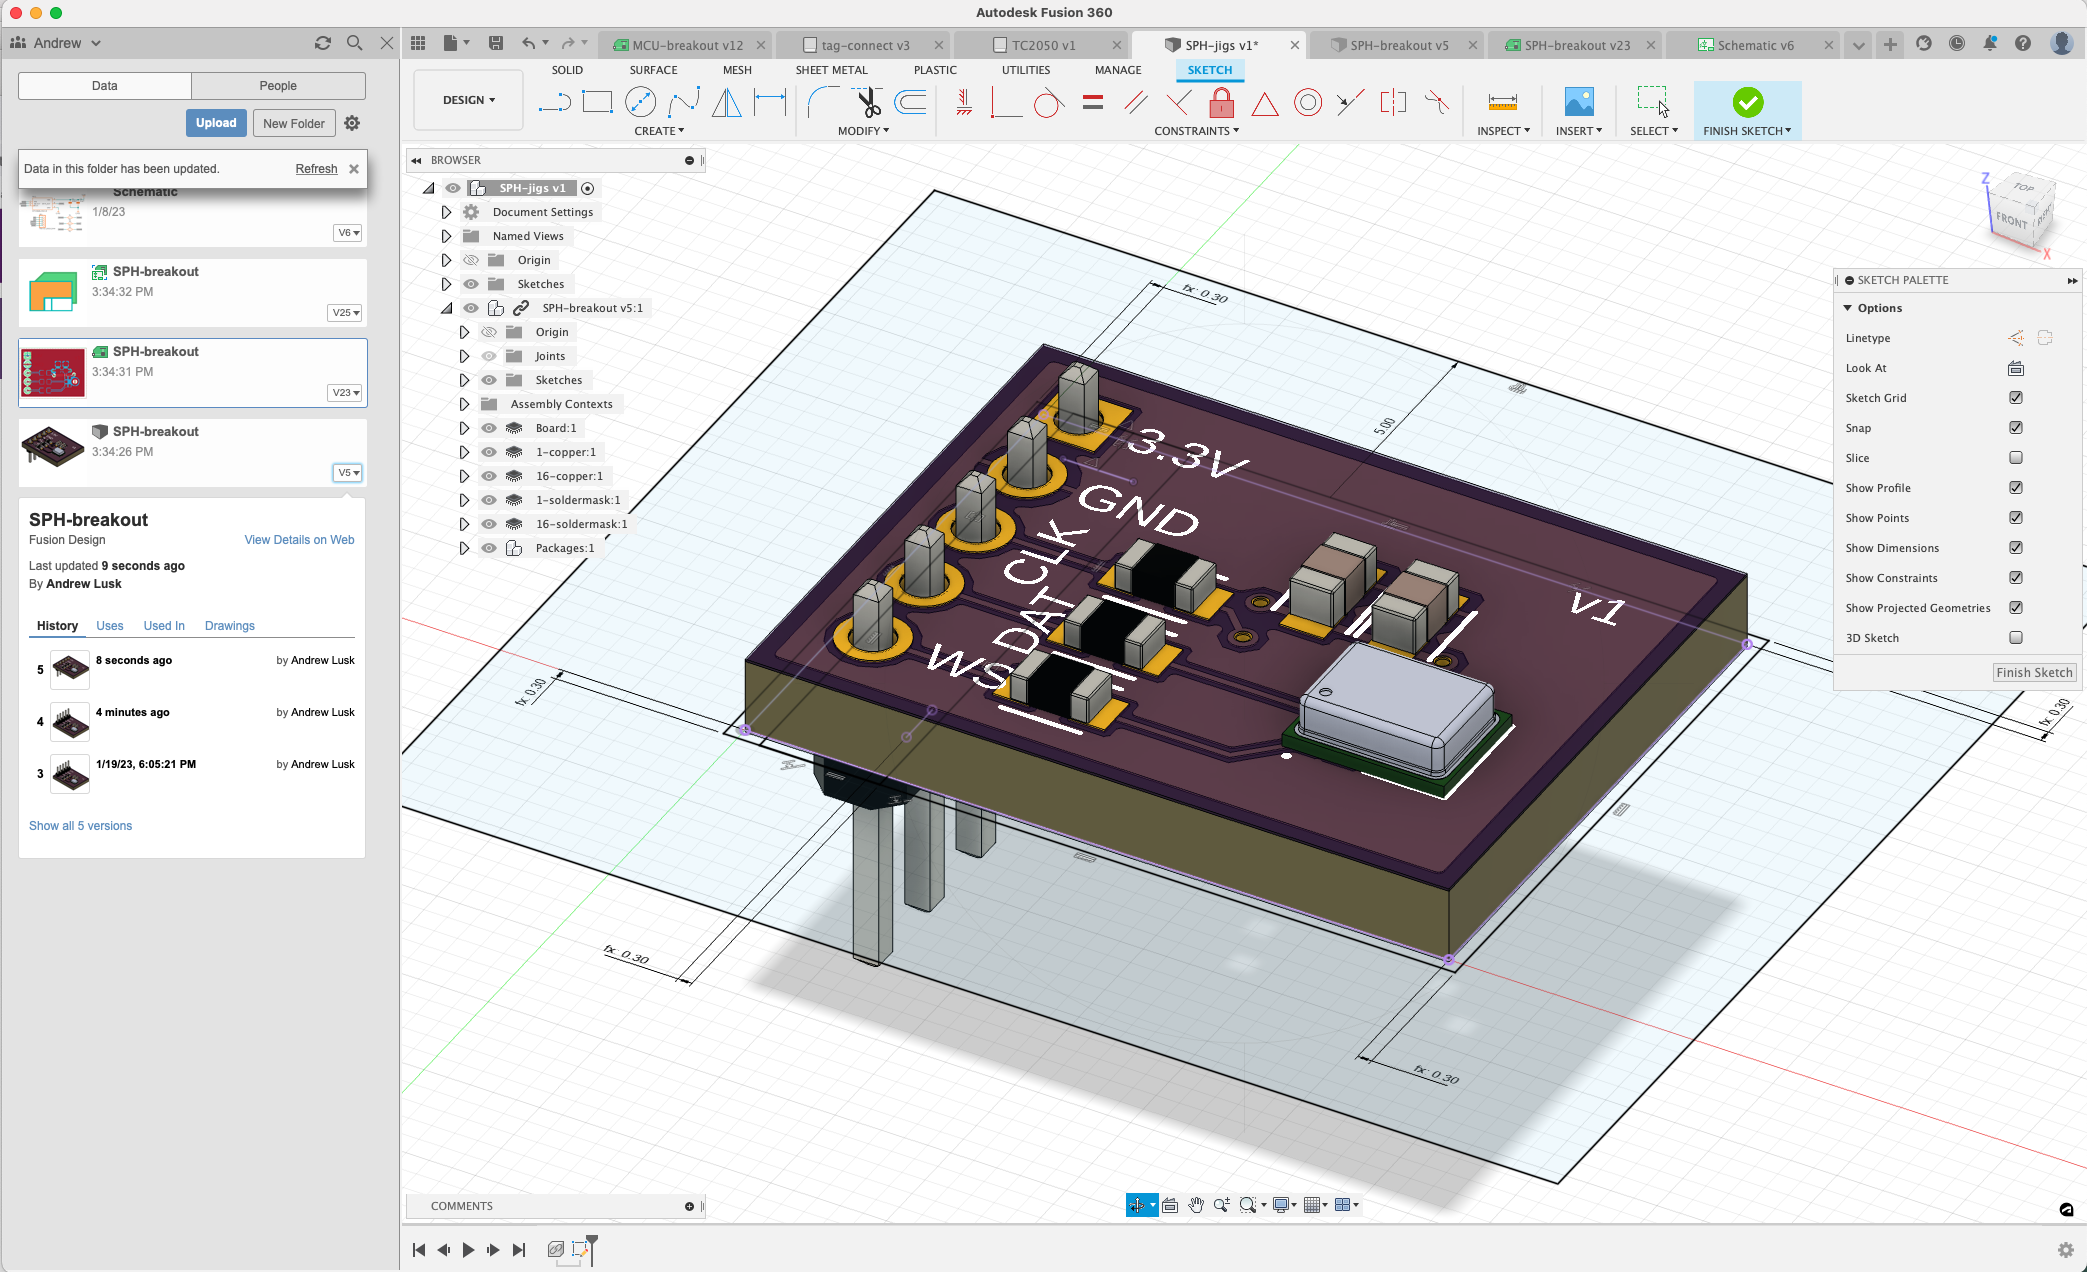 Autodesk Fusion 360
Andrew
MCU-breakout v12
tag-connect v3
TC2050 v1
SPH-jigs v1*
SPH-breakout v5
SPH-breakout v23
Schematic v6
Data
People
Upload
New Folder
Data in this folder has been updated.
Refresh
Schematic
1/8/23
V6
SPH-breakout
3:34:32 PM
V25
SPH-breakout
3:34:31 PM
V23
SPH-breakout
3:34:26 PM
V5
SPH-breakout
Fusion Design
View Details on Web
Last updated 9 seconds ago
By Andrew Lusk
History
Uses
Used In
Drawings
5
8 seconds ago
by Andrew Lusk
4
4 minutes ago
by Andrew Lusk
3
1/19/23, 6:05:21 PM
by Andrew Lusk
Show all 5 versions
DESIGN
SOLID
SURFACE
MESH
SHEET METAL
PLASTIC
UTILITIES
MANAGE
SKETCH
CREATE
MODIFY
CONSTRAINTS
INSPECT
INSERT
SELECT
FINISH SKETCH
BROWSER
SPH-jigs v1
Document Settings
Named Views
Origin
Sketches
SPH-breakout v5:1
Origin
Joints
Sketches
Assembly Contexts
Board:1
1-copper:1
16-copper:1
1-soldermask:1
16-soldermask:1
Packages:1
fx: 0.30
5.00
3.3V
GND
CLK
DAT
WS
v1
fx: 0.30
fx: 0.30
fx: 0.30
fx: 0.30
Z
TOP
FRONT
X
SKETCH PALETTE
Options
Linetype
Look At
Sketch Grid
Snap
Slice
Show Profile
Show Points
Show Dimensions
Show Constraints
Show Projected Geometries
3D Sketch
Finish Sketch
COMMENTS